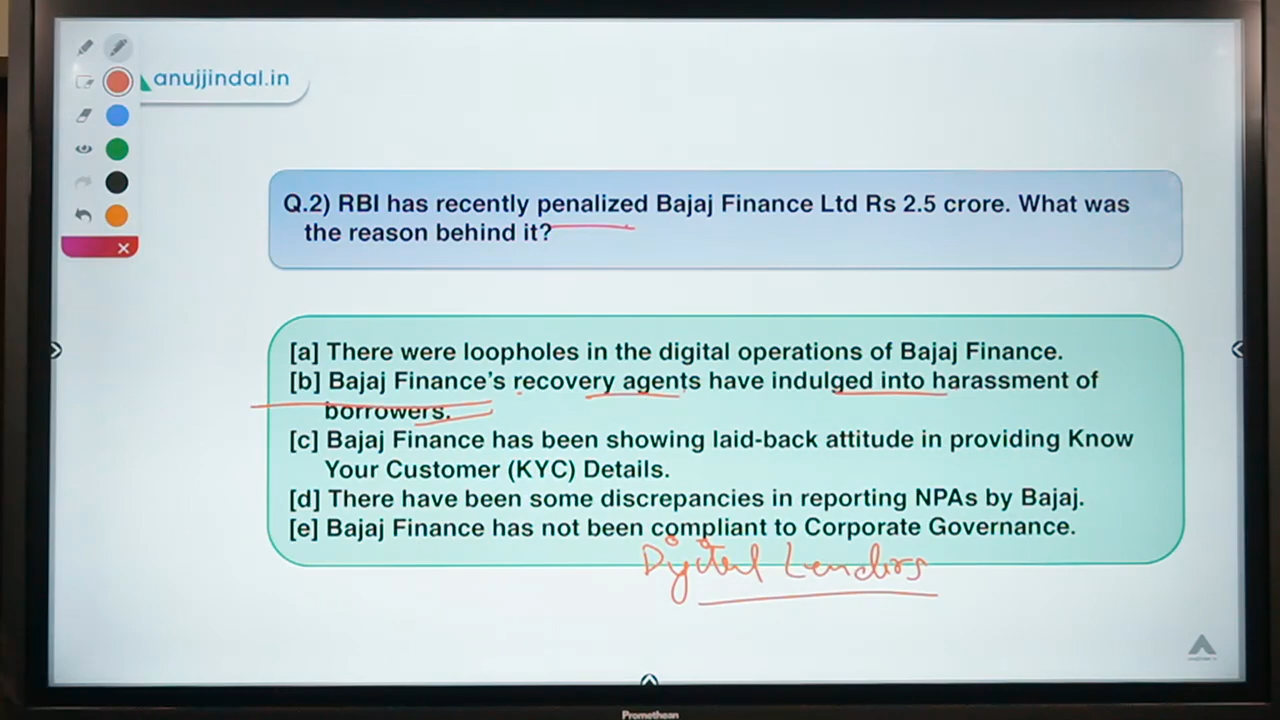 anujjindal.in
Q.2) RBI has recently penalized Bajaj Finance Ltd Rs 2.5 crore. What was
the reason behind it?
[a] There were loopholes in the digital operations of Bajaj Finance.
[b] Bajaj Finance's recovery agents have indulged into harassment of
borrowers.
[c] Bajaj Finance has been showing laid-back attitude in providing Know
Your Customer (KYC) Details.
[d] There have been some discrepancies in reporting NPAs by Bajaj.
[e] Bajaj Finance has not been compliant to Corporate Governance.
Digital Lenders
Promethean